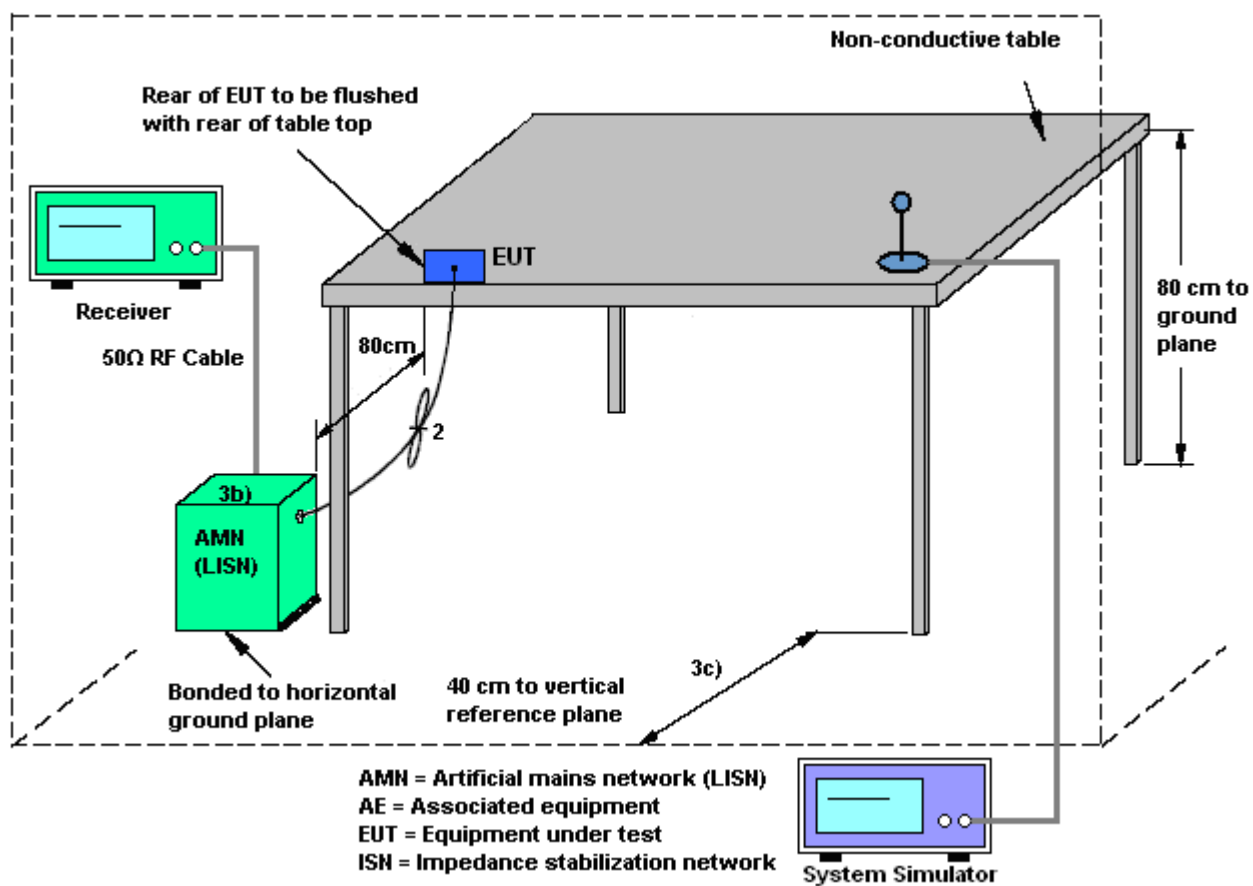 Non-conductive table
Rear of EUT to be flushed
with rear of table top
EUT
Receiver
80cm
80 cm to
ground
plane
50Ω RF Cable
2
3b)
AMN
(LISN)
3c)
Bonded to horizontal
ground plane
40 cm to vertical
reference plane
AMN = Artificial mains network (LISN)
AE = Associated equipment
EUT = Equipment under test
ISN = Impedance stabilization network
System Simulator